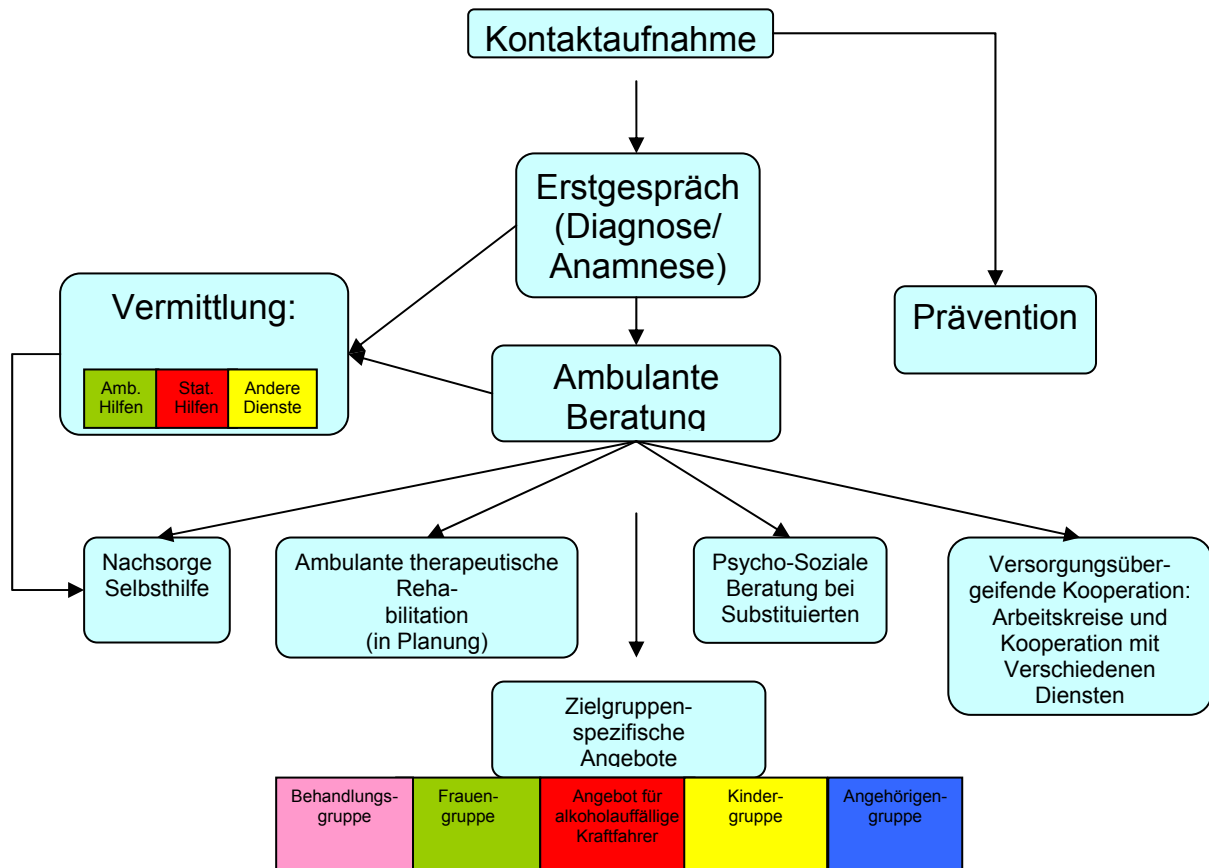 Kontaktaufnahme
Erstgespräch
(Diagnose/
Anamnese)
Vermittlung:
Amb.
Hilfen
Stat.
Hilfen
Andere
Dienste
Prävention
Ambulante
Beratung
Nachsorge
Selbsthilfe
Ambulante therapeutische
Reha-
bilitation
(in Planung)
Psycho-Soziale
Beratung bei
Substituierten
Versorgungsüber-
geifende Kooperation:
Arbeitskreise und
Kooperation mit
Verschiedenen
Diensten
Zielgruppen-
spezifische
Angebote
Behandlungs-
gruppe
Frauen-
gruppe
Angebot für
alkoholauffällige
Kraftfahrer
Kinder-
gruppe
Angehörigen-
gruppe